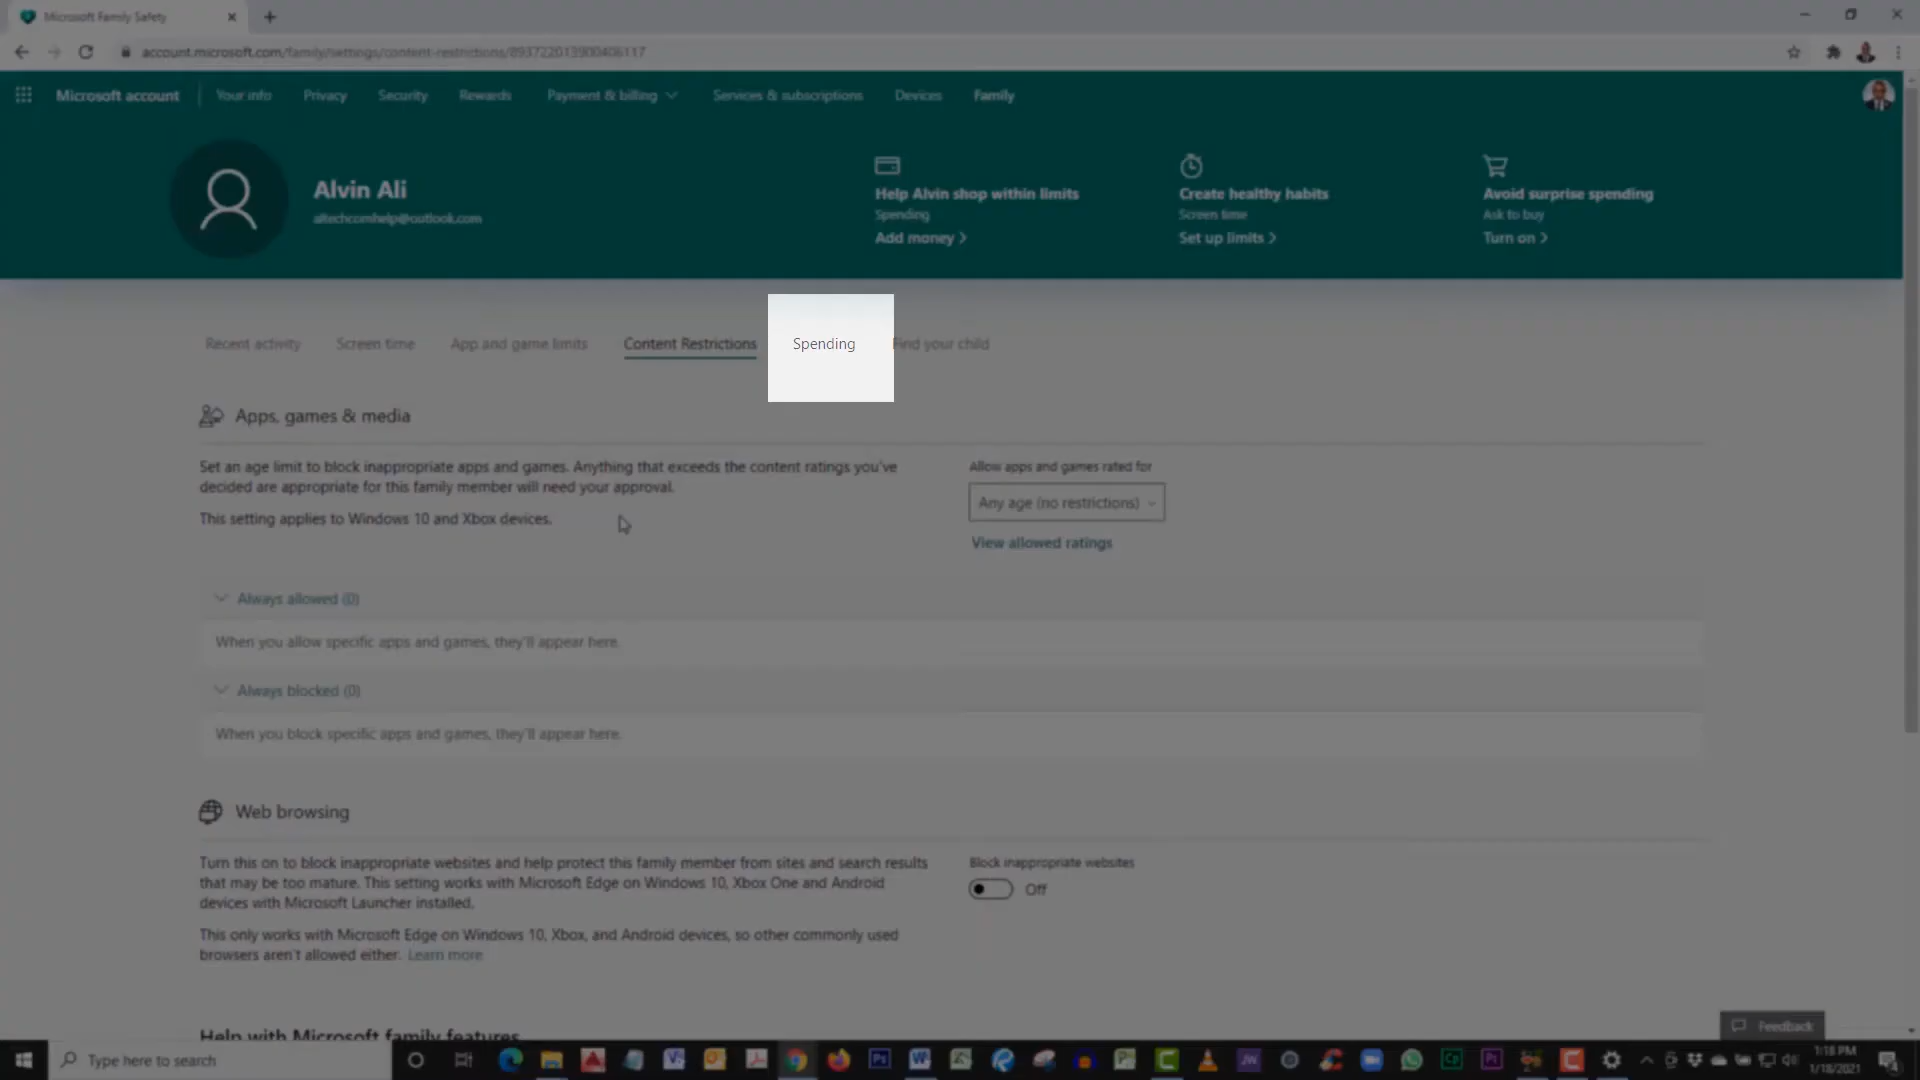 Microsoft Family Safety
account.microsoft.com/family/settings/content-restrictions/893722013900406117
Microsoft account
Your info
Privacy
Security
Rewards
Payment & billing
Services & subscriptions
Devices
Family
Alvin Ali
altechcomhelp@outlook.com
Help Alvin shop within limits
Spending
Add money >
Create healthy habits
Screen time
Set up limits >
Avoid surprise spending
Ask to buy
Turn on >
Recent activity
Screen time
App and game limits
Content Restrictions
Spending
Find your child
Apps, games & media
Set an age limit to block inappropriate apps and games. Anything that exceeds the content ratings you've
decided are appropriate for this family member will need your approval.
This setting applies to Windows 10 and Xbox devices.
Allow apps and games rated for
Any age (no restrictions)
View allowed ratings
Always allowed (0)
When you allow specific apps and games, they'll appear here.
Always blocked (0)
When you block specific apps and games, they'll appear here.
Web browsing
Turn this on to block inappropriate websites and help protect this family member from sites and search results
that may be too mature. This setting works with Microsoft Edge on Windows 10, Xbox One and Android
devices with Microsoft Launcher installed.
This only works with Microsoft Edge on Windows 10, Xbox, and Android devices, so other commonly used
browsers aren't allowed either. Learn more
Block inappropriate websites
Off
Help with Microsoft family features
Feedback
Type here to search
1:18 PM
1/18/2021